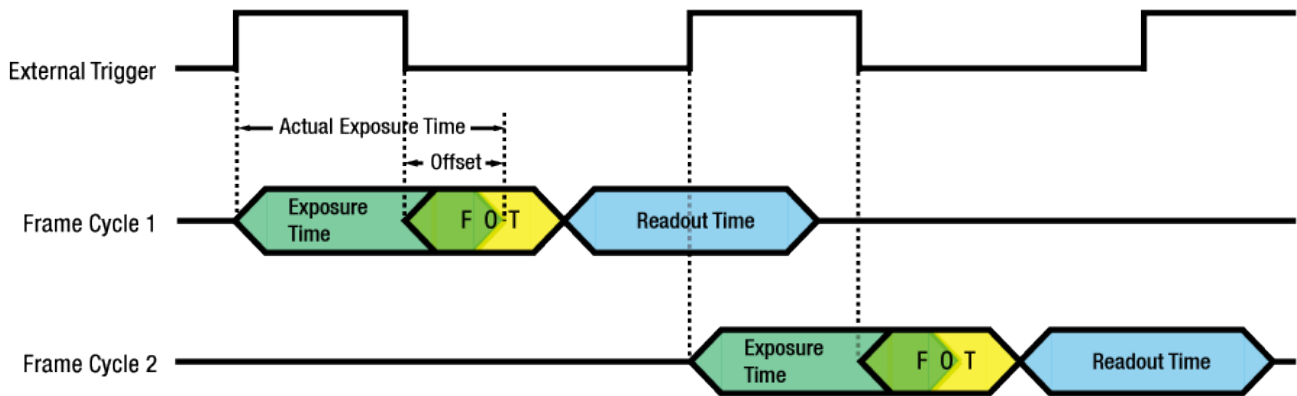 External Trigger
Actual Exposure Time
Offset
Frame Cycle 1
Exposure
Time
F O T
Readout Time
Frame Cycle 2
Exposure
Time
F O T
Readout Time